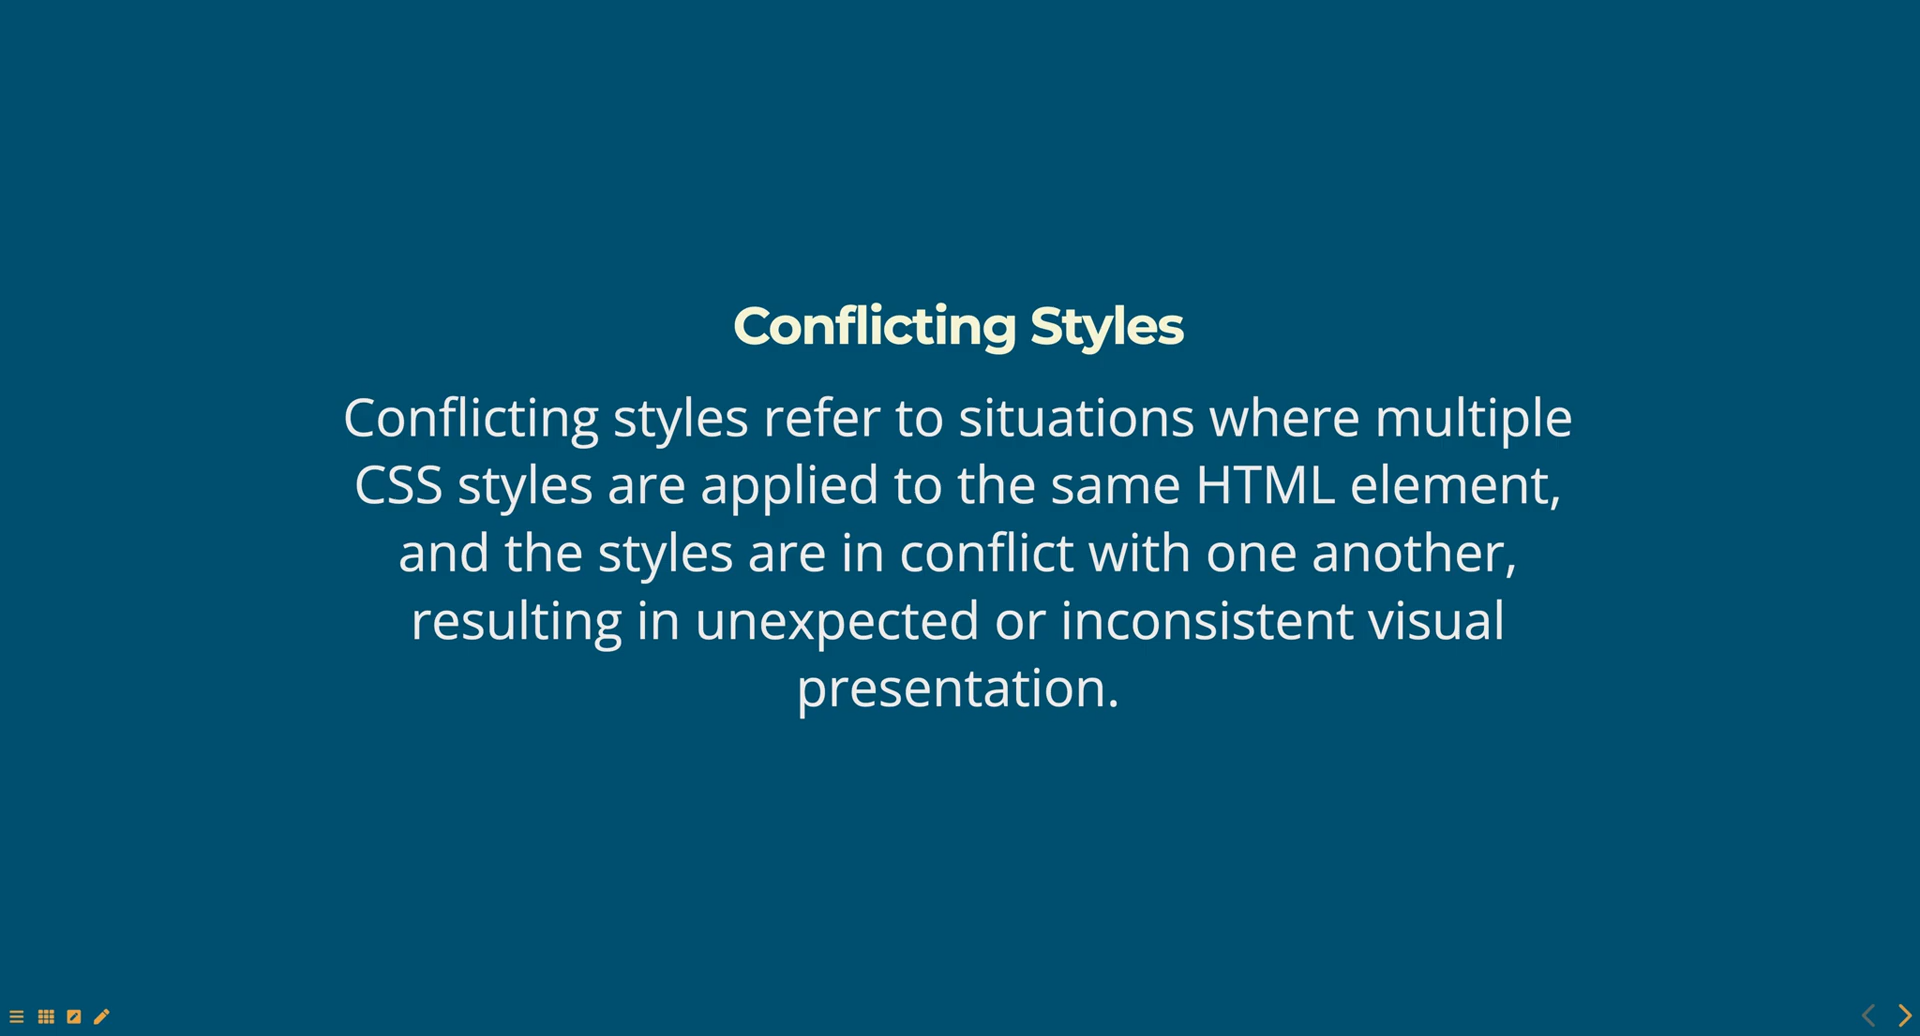 Conflicting Styles
Conflicting styles refer to situations where multiple
CSS styles are applied to the same HTML element,
and the styles are in conflict with one another,
resulting in unexpected or inconsistent visual
presentation.